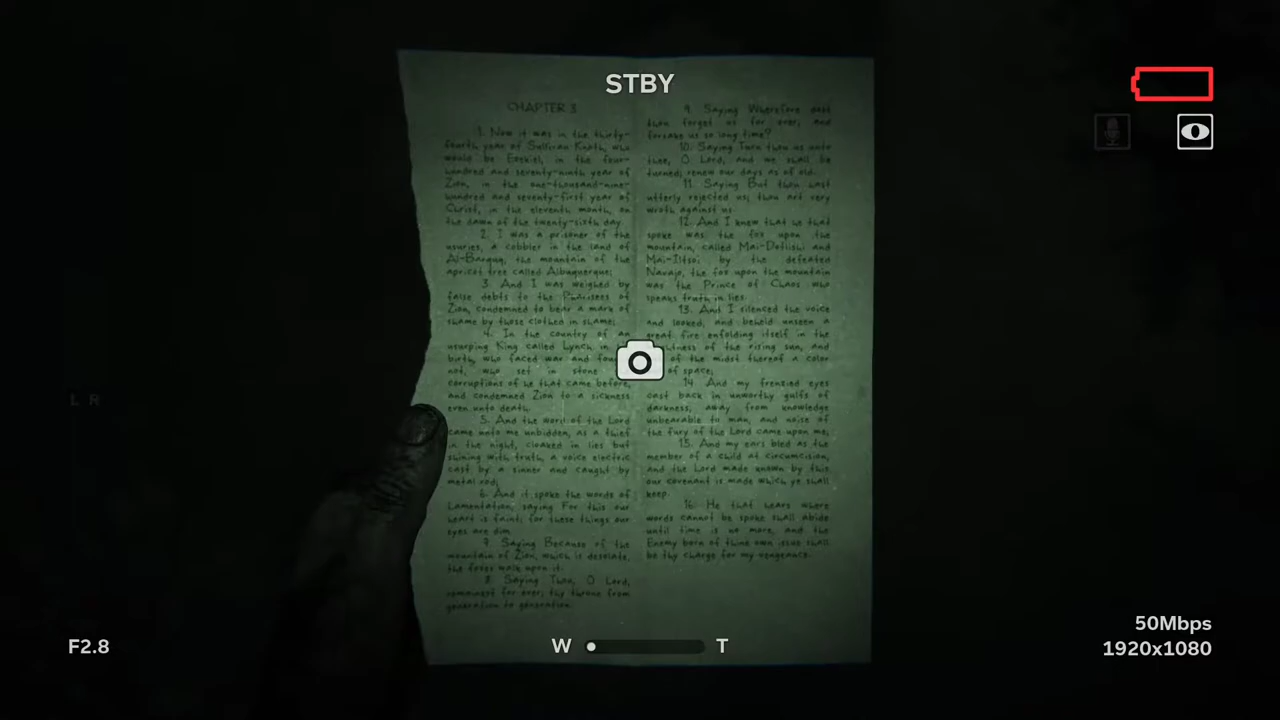 STBY
CHAPTER 3
1. Now it was in the thirty-
fourth year of Sullivan Knoth, who
would be Ezekiel, in the four-
hundred and seventy-ninth year of
Zion, in the one-thousand-nine-
hundred and seventy-first year of
Christ, in the eleventh month, on
the dawn of the twenty-sixth day.
2. I was a prisoner of the
usuries, a cobbler in the land of
Al-Barquq, the mountain of the
apricot tree called Albuquerque;
3. And I was weighed by
false debts to the Pharisees of
Zion, condemned to bear a mark of
shame by those clothed in shame;
4. In the country of an
usurping King called Lynch in
birth, who faced war and
not, who set in stone
corruptions of he that came before,
and condemned Zion to a sickness
even unto death.
5. And the word of the Lord
came unto me unbidden, as a thief
in the night, cloaked in lies but
shining with truth, a voice electric
cast by a sinner and caught by
metal rod;
6. And it spoke the words of
Lamentation, saying For this our
heart is faint; for these things our
eyes are dim.
7. Saying Because of the
mountain of Zion, which is desolate,
the foxes walk upon it.
8. Saying Thou, O Lord,
remainest for ever; thy throne from
generation to generation.
9. Saying Wherefore dost
thou forget us for ever, and
forsake us so long time?
10. Saying Turn thou us unto
thee, O Lord, and we shall be
turned; renew our days as of old.
11. Saying But thou hast
utterly rejected us; thou art very
wroth against us.
12. And I knew that he that
spoke was the fox upon the
mountain, called Mai-Dotlishi and
Mai-Iltsoi by the defeated
Navajo, the fox upon the mountain
was the Prince of Chaos who
speaks truth in lies.
13. And I silenced the voice
and looked, and beheld unseen a
great fire enfolding itself in the
of the rising sun, and
of the midst thereof a color
of space;
14. And my frenzied eyes
cast back in unworthy gulfs of
darkness, away from knowledge
unbearable to man, and noise of
the fury of the Lord came upon me;
15. And my ears bled as the
member of a child at circumcision,
and the Lord made known by this
our covenant is made which ye shall
keep.
16. He that hears where
words cannot be spoke shall abide
until time is no more, and the
Enemy born of thine own issue shall
be thy charge for my vengeance.
L R
F2.8
W T
50Mbps
1920x1080